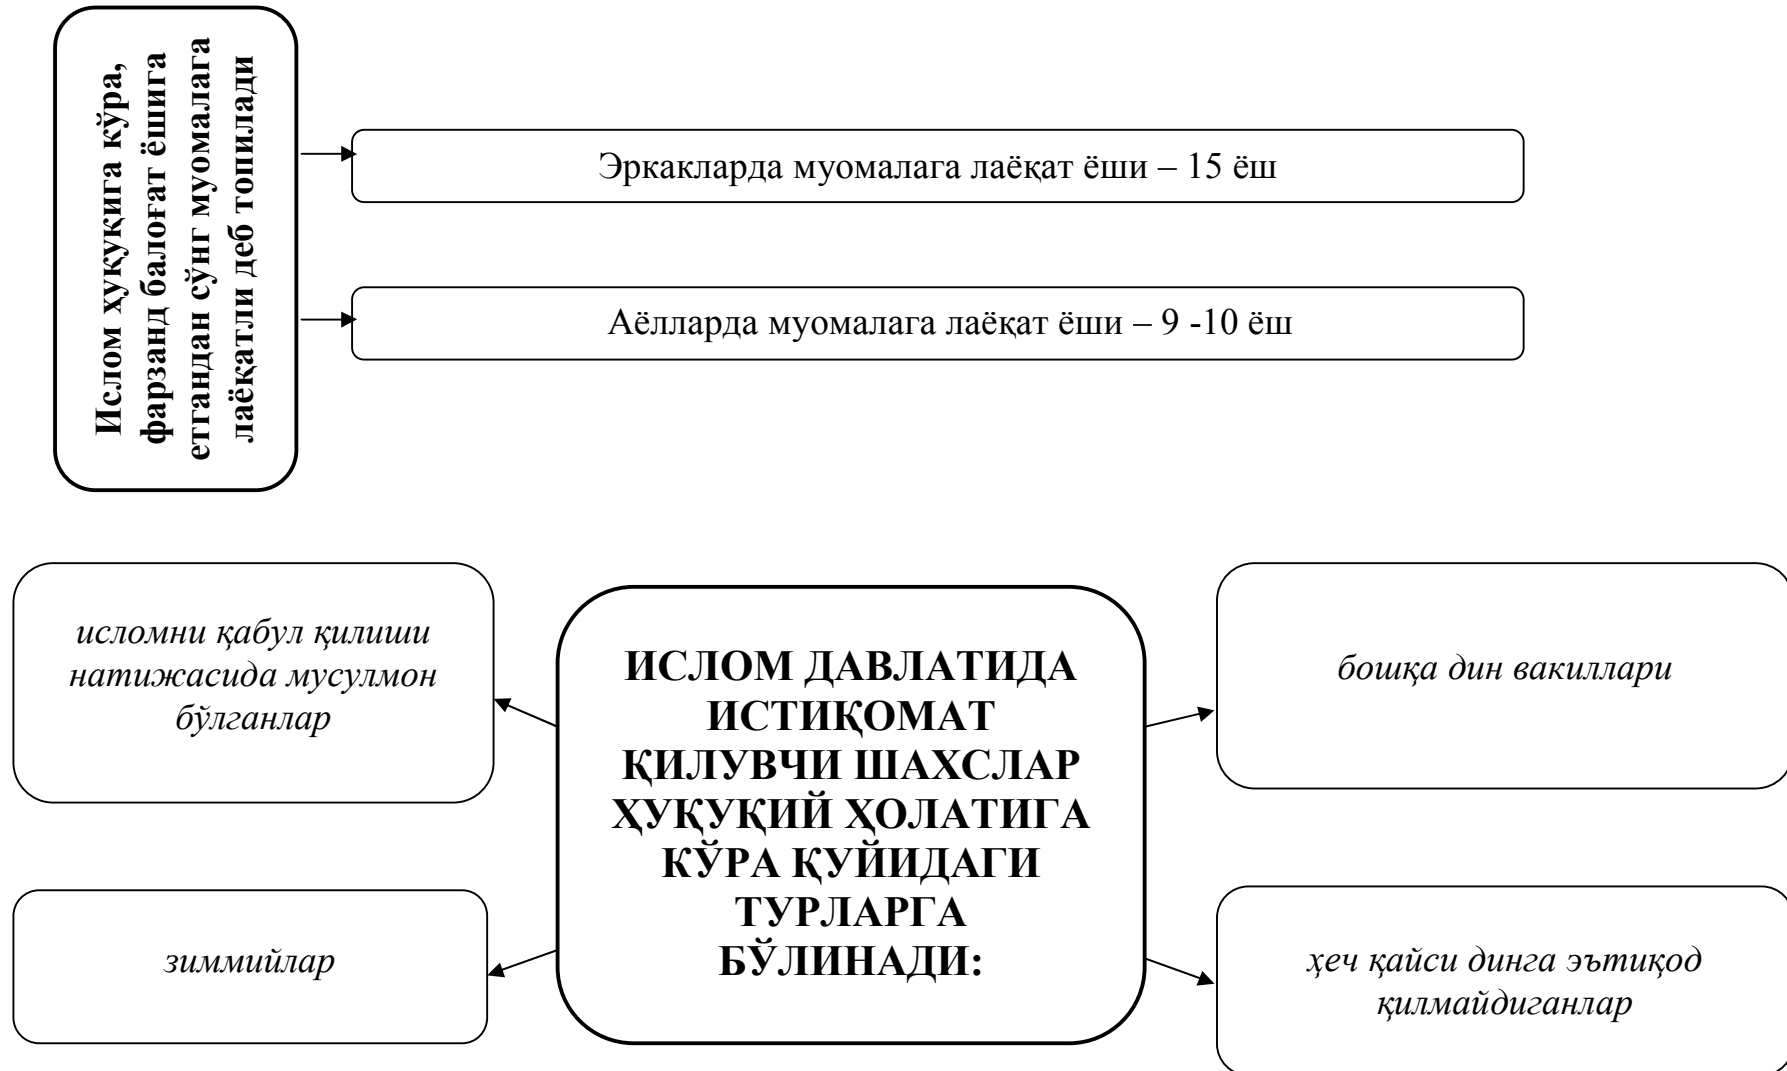 Ислом ҳуқуқига кўра,
фарзанд балоғат ёшига
етгандан сўнг муомалага
лаёқатли деб топилади
Эркакларда муомалага лаёқат ёши – 15 ёш
Аёлларда муомалага лаёқат ёши – 9 -10 ёш
исломни қабул қилиши
натижасида мусулмон
бўлганлар
ИСЛОМ ДАВЛАТИДА
ИСТИҚОМАТ
ҚИЛУВЧИ ШАХСЛАР
ҲУҚУҚИЙ ҲОЛАТИГА
КЎРА ҚУЙИДАГИ
ТУРЛАРГА
БЎЛИНАДИ:
бошқа дин вакиллари
зиммийлар
ҳеч қайси динга эътиқод
қилмайдиганлар